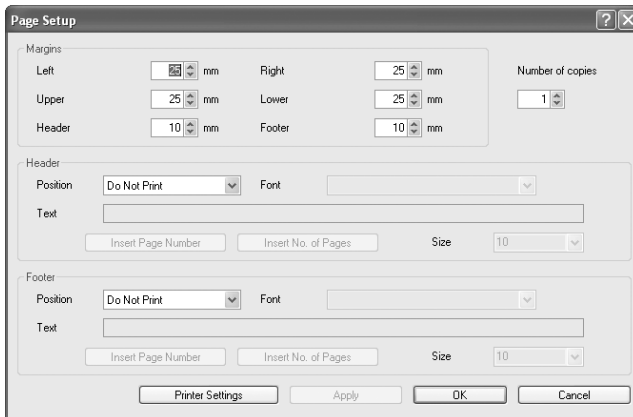 Page Setup
Margins
Left 25 mm Right 25 mm Number of copies
Upper 25 mm Lower 25 mm 1
Header 10 mm Footer 10 mm
Header
Position Do Not Print Font
Text
Insert Page Number Insert No. of Pages Size 10
Footer
Position Do Not Print Font
Text
Insert Page Number Insert No. of Pages Size 10
Printer Settings Apply OK Cancel